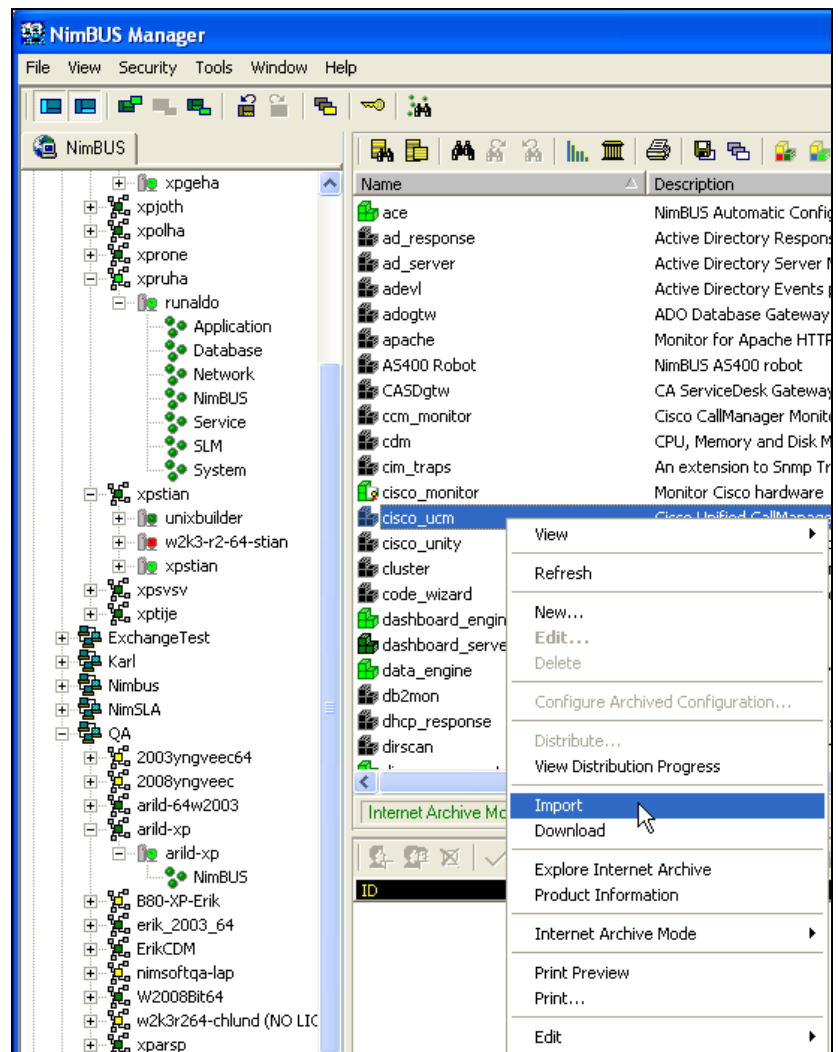 NimBUS Manager
File View Security Tools Window Help
NimBUS
xpgeha
xpjoth
xpolha
xprone
xpruha
runaldo
Application
Database
Network
NimBUS
Service
SLM
System
xpstian
unixbuilder
w2k3-r2-64-stian
xpstian
xpsvsv
xptije
ExchangeTest
Karl
Nimbus
NimSLA
QA
2003yngveec64
2008yngveec
arild-64w2003
arild-xp
arild-xp
NimBUS
B80-XP-Erik
erik_2003_64
ErikCDM
nimsoftqa-lap
W2008Bit64
w2k3r264-chlund (NO LIC
xparsp
Name Description
ace NimBUS Automatic Config
ad_response Active Directory Respons
ad_server Active Directory Server
adevl Active Directory Events
adogtw ADO Database Gateway
apache Monitor for Apache HTTP
AS400 Robot NimBUS AS400 robot
CASDgtw CA ServiceDesk Gateway
ccm_monitor Cisco CallManager Monito
cdm CPU, Memory and Disk M
cim_traps An extension to Snmp Tr
cisco_monitor Monitor Cisco hardware
cisco_ucm Cisco Unified CallManage
cisco_unity
cluster
code_wizard
dashboard_engin
dashboard_serve
data_engine
db2mon
dhcp_response
dirscan
Internet Archive Mo
ID
View
Refresh
New...
Edit...
Delete
Configure Archived Configuration...
Distribute...
View Distribution Progress
Import
Download
Explore Internet Archive
Product Information
Internet Archive Mode
Print Preview
Print...
Edit